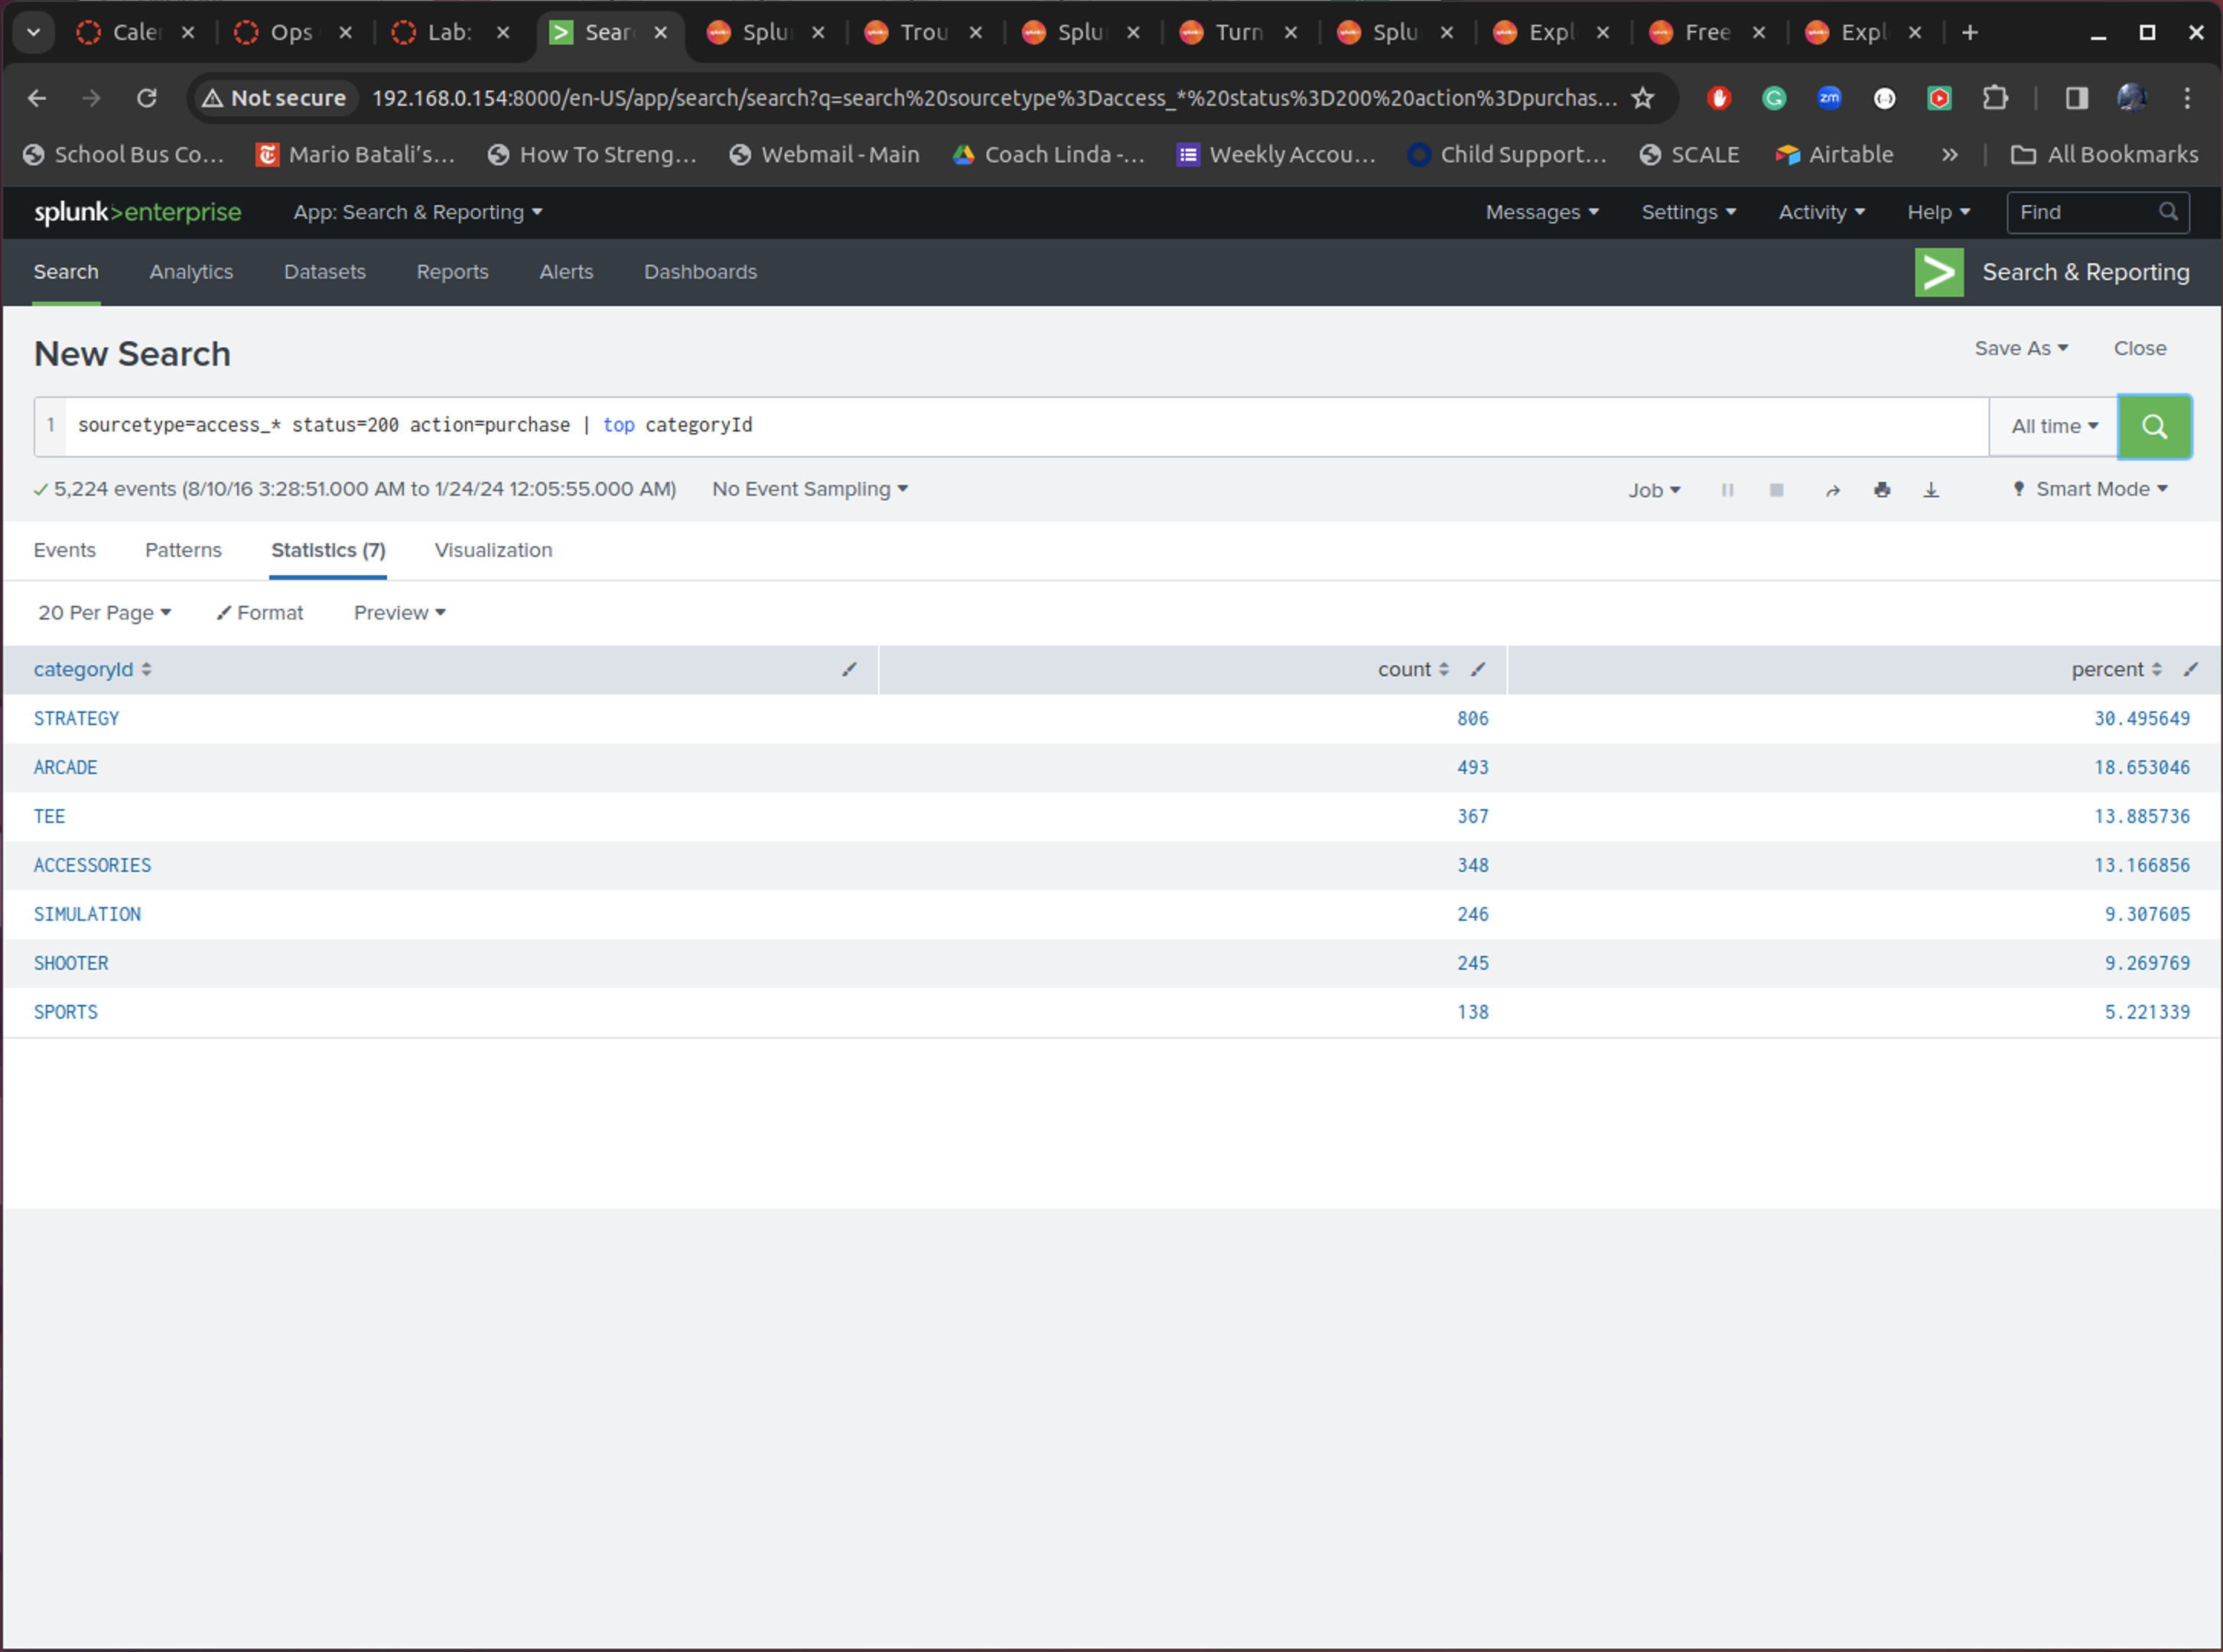 Caler Ops Lab: Sear Splu Trou Splu Turn Splu Expl Free Expl
Not secure 192.168.0.154:8000/en-US/app/search/search?q=search%20sourcetype%3Daccess_*%20status%3D200%20action%3Dpurchas...
School Bus Co... Mario Batali's... How To Streng... Webmail - Main Coach Linda -... Weekly Accou... Child Support... SCALE Airtable » All Bookmarks
splunk>enterprise App: Search & Reporting Messages Settings Activity Help Find
Search Analytics Datasets Reports Alerts Dashboards Search & Reporting
New Search Save As Close
1 sourcetype=access_* status=200 action=purchase | top categoryId All time
5,224 events (8/10/16 3:28:51.000 AM to 1/24/24 12:05:55.000 AM) No Event Sampling Job Smart Mode
Events Patterns Statistics (7) Visualization
20 Per Page Format Preview
categoryId count percent
STRATEGY 806 30.495649
ARCADE 493 18.653046
TEE 367 13.885736
ACCESSORIES 348 13.166856
SIMULATION 246 9.307605
SHOOTER 245 9.269769
SPORTS 138 5.221339